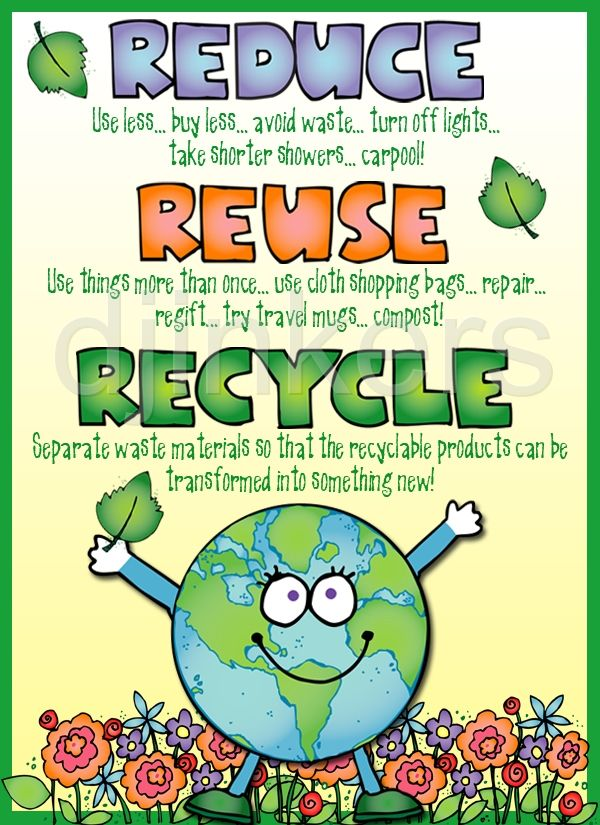 REDUCE
Use less... buy less... avoid waste... turn off lights...
take shorter showers... carpool!
REUSE
Use things more than once... use cloth shopping bags... repair...
regift... try travel mugs... compost!
djinkers
RECYCLE
Separate waste materials so that the recyclable products can be
transformed into something new!